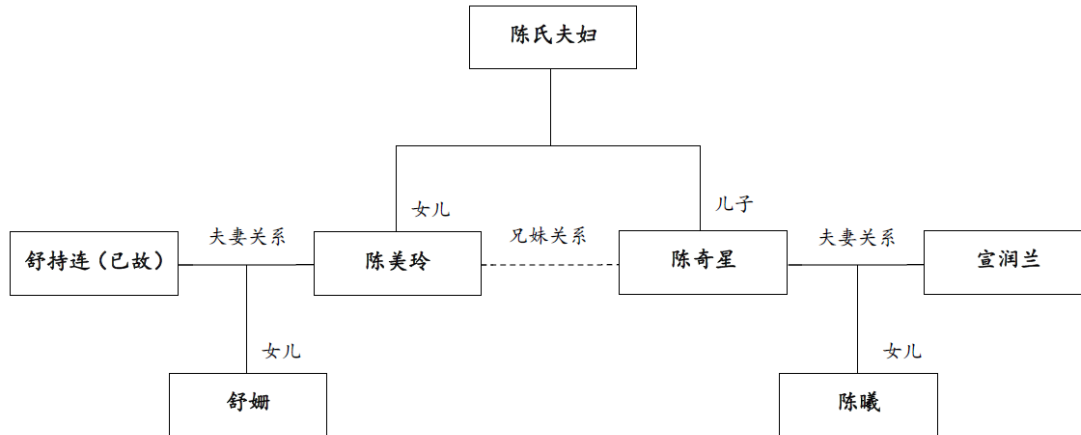 陈氏夫妇
女儿
儿子
夫妻关系
兄妹关系
夫妻关系
舒持连（已故）
陈美玲
陈奇星
宣润兰
女儿
女儿
舒姗
陈曦